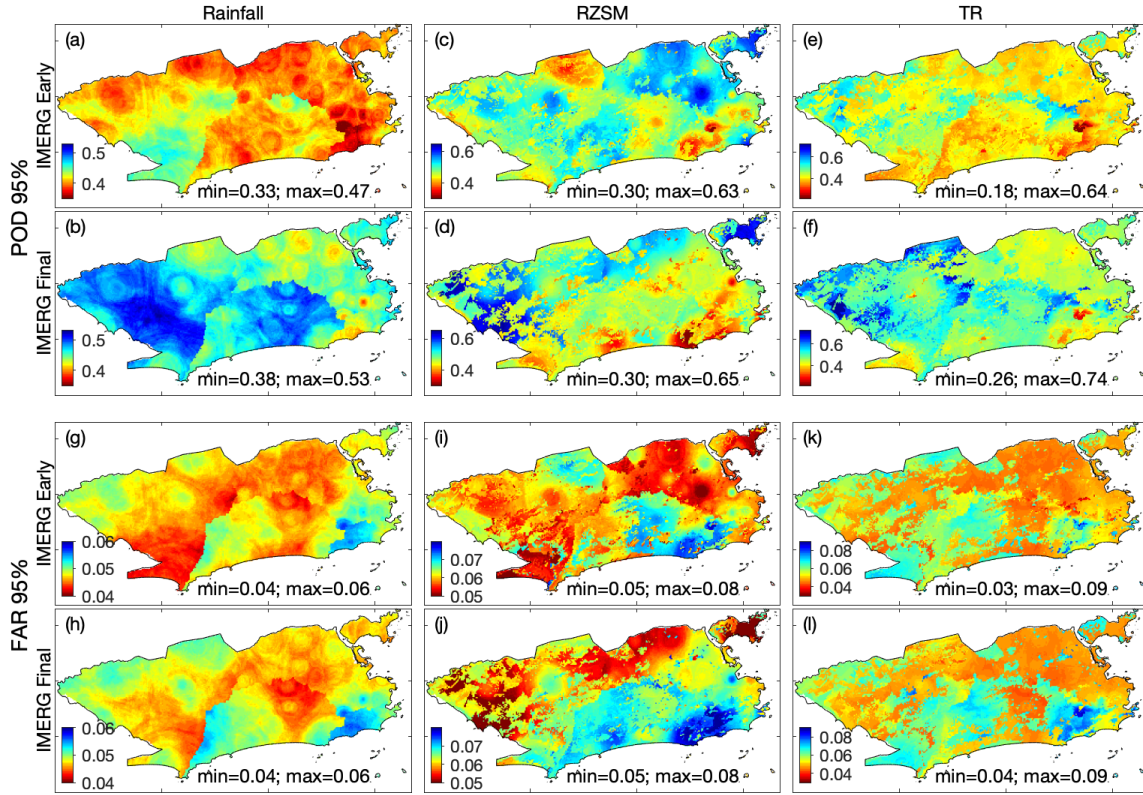 Rainfall RZSM TR
POD 95%
IMERG Early
(a) 0.5 0.4 min=0.33; max=0.47
(c) 0.6 0.4 min=0.30; max=0.63
(e) 0.6 0.4 min=0.18; max=0.64
IMERG Final
(b) 0.5 0.4 min=0.38; max=0.53
(d) 0.6 0.4 min=0.30; max=0.65
(f) 0.6 0.4 min=0.26; max=0.74
FAR 95%
IMERG Early
(g) 0.06 0.05 0.04 min=0.04; max=0.06
(i) 0.07 0.06 0.05 min=0.05; max=0.08
(k) 0.08 0.06 0.04 min=0.03; max=0.09
IMERG Final
(h) 0.06 0.05 0.04 min=0.04; max=0.06
(j) 0.07 0.06 0.05 min=0.05; max=0.08
(l) 0.08 0.06 0.04 min=0.04; max=0.09